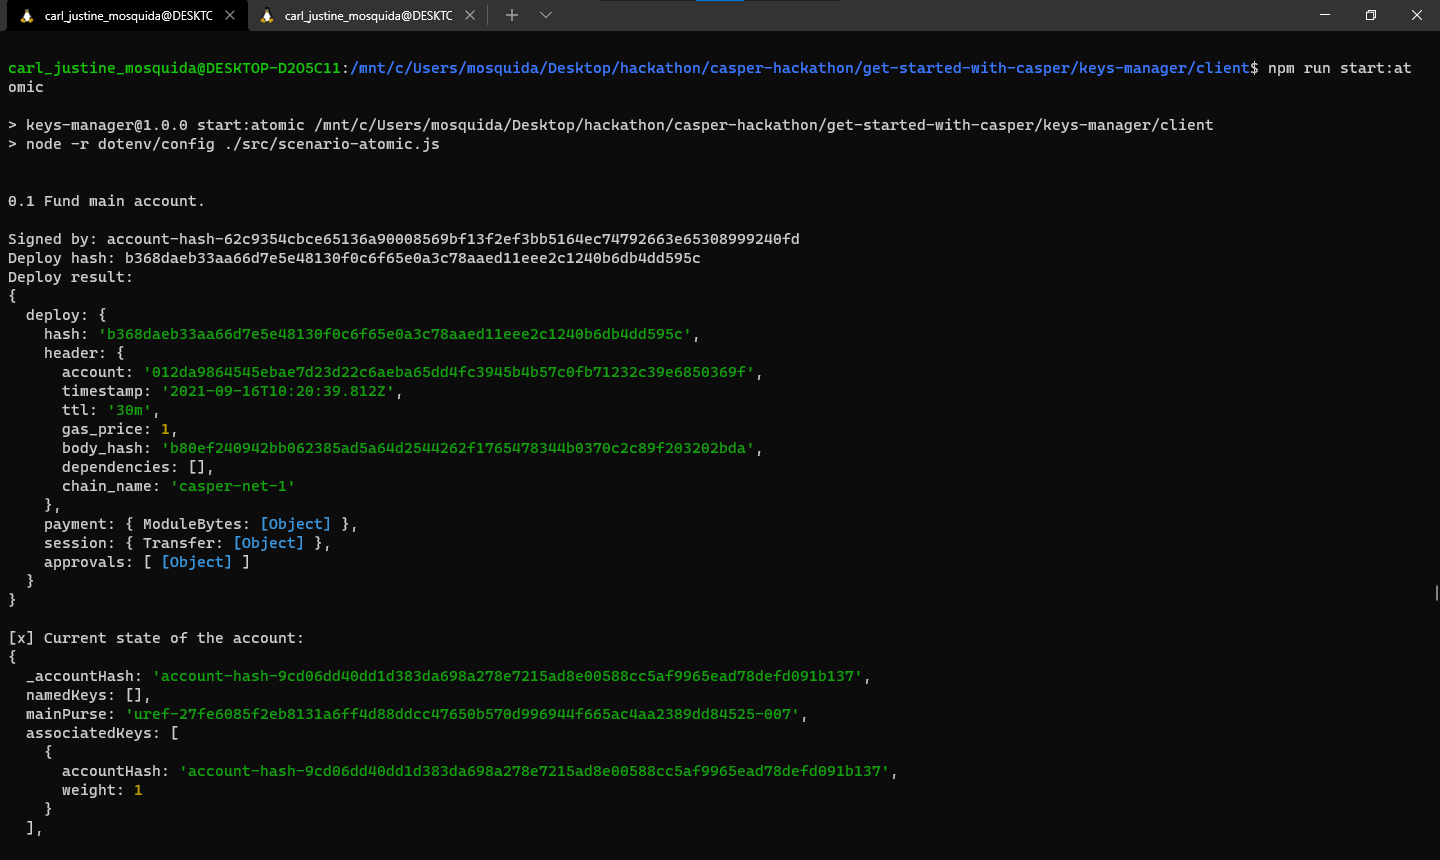 carl_justine_mosquida@DESKTC carl_justine_mosquida@DESKTC
carl_justine_mosquida@DESKTOP-D2O5C11:/mnt/c/Users/mosquida/Desktop/hackathon/casper-hackathon/get-started-with-casper/keys-manager/client$ npm run start:at
omic
> keys-manager@1.0.0 start:atomic /mnt/c/Users/mosquida/Desktop/hackathon/casper-hackathon/get-started-with-casper/keys-manager/client
> node -r dotenv/config ./src/scenario-atomic.js
0.1 Fund main account.
Signed by: account-hash-62c9354cbce65136a90008569bf13f2ef3bb5164ec74792663e65308999240fd
Deploy hash: b368daeb33aa66d7e5e48130f0c6f65e0a3c78aaed11eee2c1240b6db4dd595c
Deploy result:
{
  deploy: {
    hash: 'b368daeb33aa66d7e5e48130f0c6f65e0a3c78aaed11eee2c1240b6db4dd595c',
    header: {
      account: '012da9864545ebae7d23d22c6aeba65dd4fc3945b4b57c0fb71232c39e6850369f',
      timestamp: '2021-09-16T10:20:39.812Z',
      ttl: '30m',
      gas_price: 1,
      body_hash: 'b80ef240942bb062385ad5a64d2544262f1765478344b0370c2c89f203202bda',
      dependencies: [],
      chain_name: 'casper-net-1'
    },
    payment: { ModuleBytes: [Object] },
    session: { Transfer: [Object] },
    approvals: [ [Object] ]
  }
}
[x] Current state of the account:
{
  _accountHash: 'account-hash-9cd06dd40dd1d383da698a278e7215ad8e00588cc5af9965ead78defd091b137',
  namedKeys: [],
  mainPurse: 'uref-27fe6085f2eb8131a6ff4d88ddcc47650b570d996944f665ac4aa2389dd84525-007',
  associatedKeys: [
    {
      accountHash: 'account-hash-9cd06dd40dd1d383da698a278e7215ad8e00588cc5af9965ead78defd091b137',
      weight: 1
    }
  ],